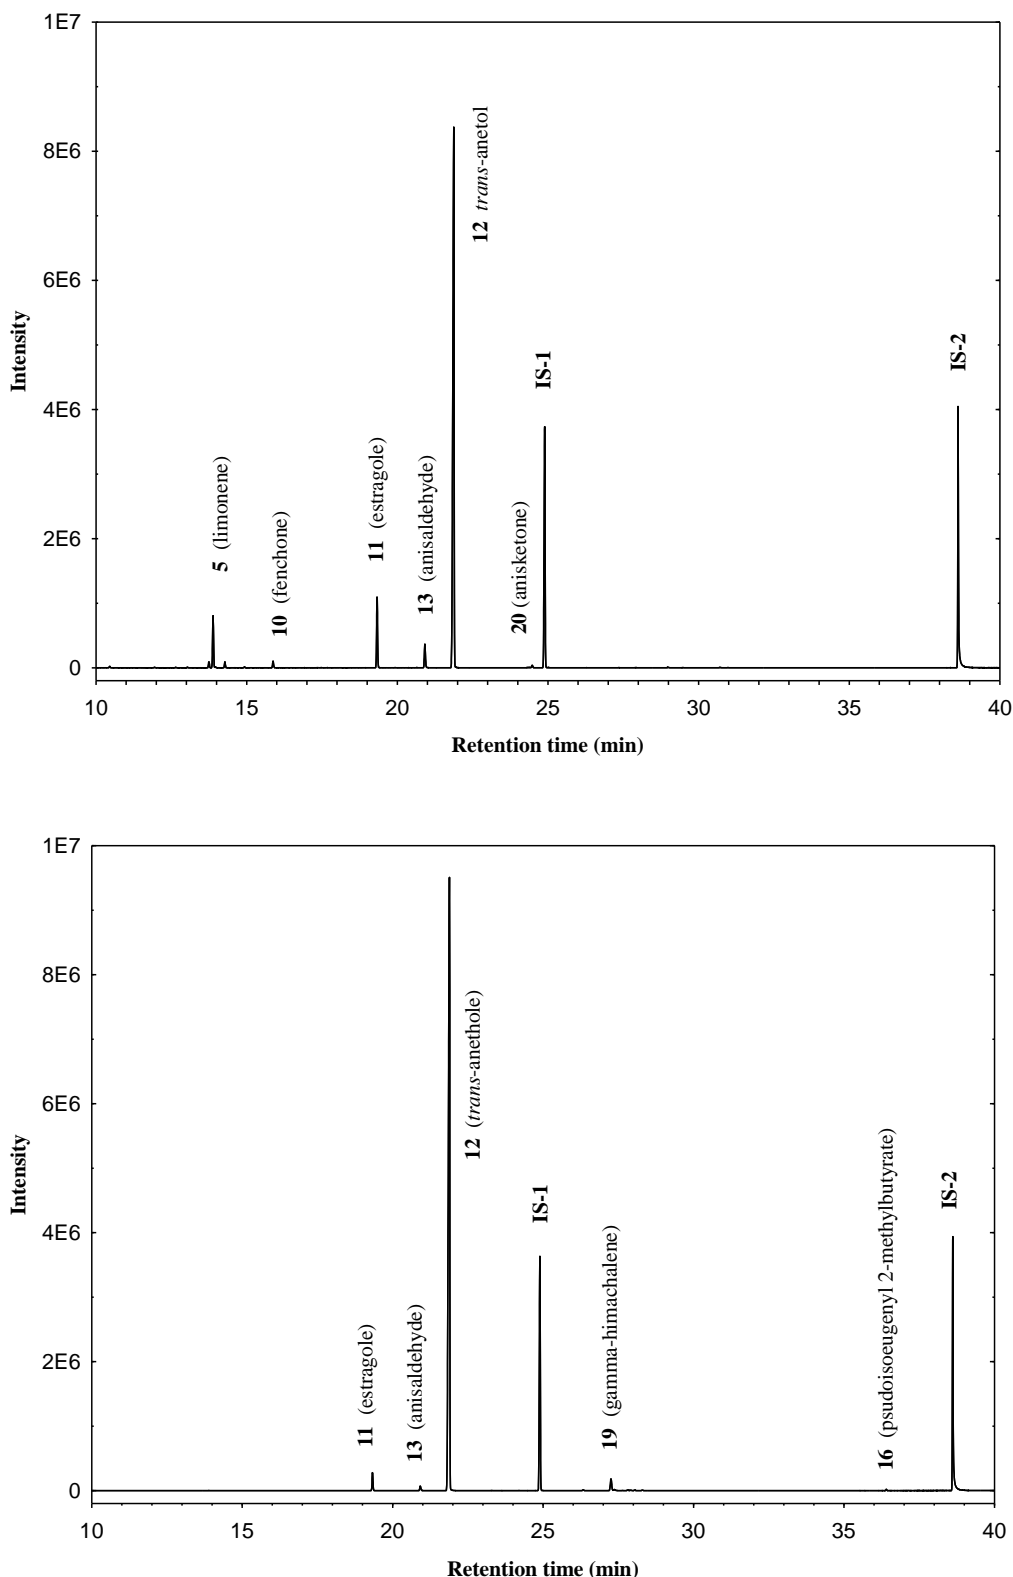 1E7
8E6
6E6
4E6
2E6
0
Intensity
5 (limonene)
10 (fenchone)
11 (estragole)
13 (anisaldehyde)
12 trans-anetol
20 (anisketone)
IS-1
IS-2
10 15 20 25 30 35 40
Retention time (min)
1E7
8E6
6E6
4E6
2E6
0
Intensity
11 (estragole)
13 (anisaldehyde)
12 (trans-anethole)
IS-1
19 (gamma-himachalene)
16 (psudoisoeugenyl 2-methylbutyrate)
IS-2
10 15 20 25 30 35 40
Retention time (min)